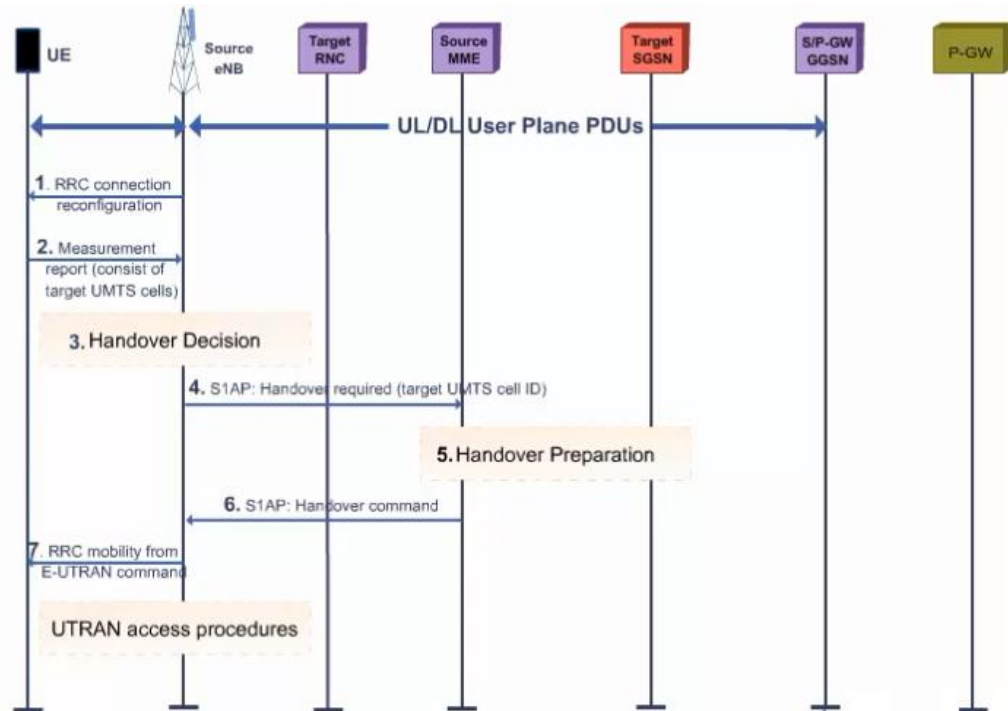 UE
Source
eNB
Target
RNC
Source
MME
Target
SGSN
S/P-GW
GGSN
P-GW
UL/DL User Plane PDUs
1. RRC connection
reconfiguration
2. Measurement
report (consist of
target UMTS cells)
3. Handover Decision
4. S1AP: Handover required (target UMTS cell ID)
5. Handover Preparation
6. S1AP: Handover command
7. RRC mobility from
E-UTRAN command
UTRAN access procedures